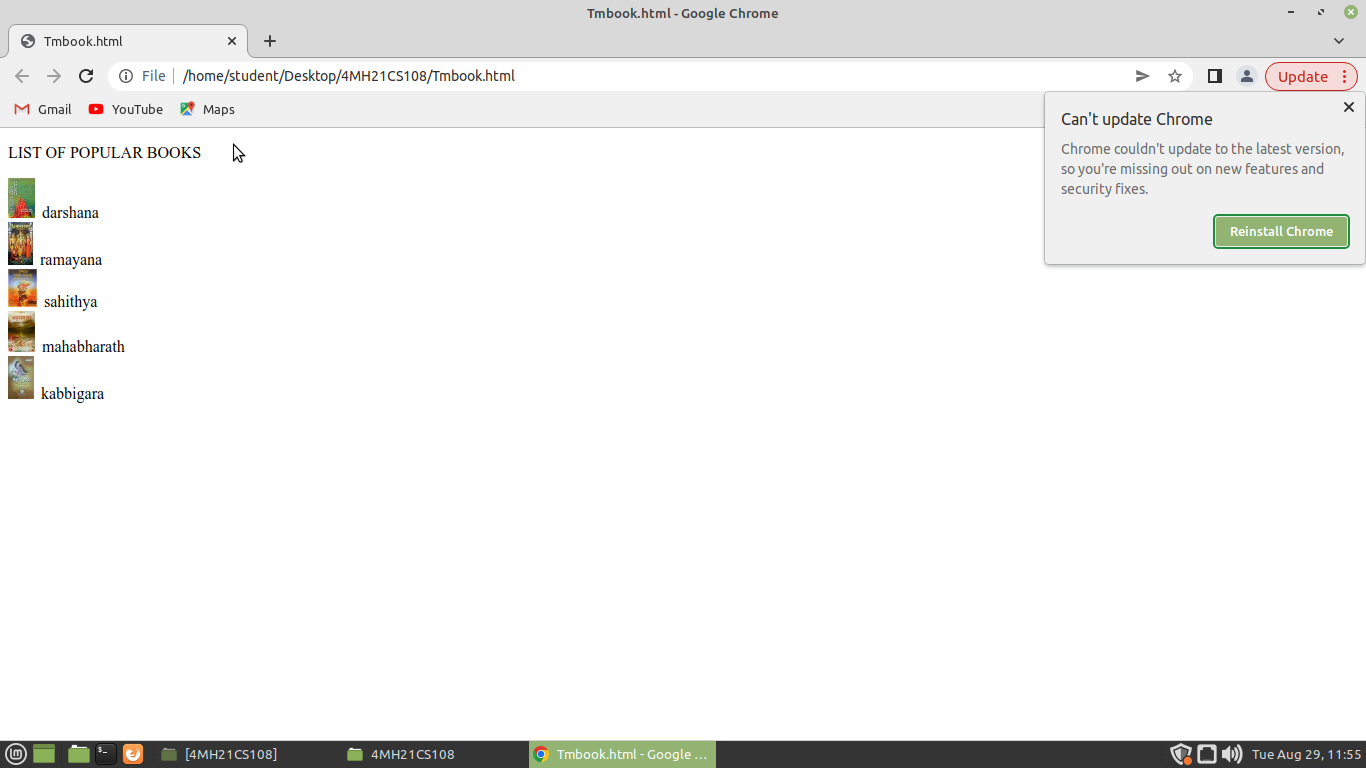 Tmbook.html - Google Chrome
Tmbook.html
File /home/student/Desktop/4MH21CS108/Tmbook.html
Update
Gmail YouTube Maps
Can't update Chrome
Chrome couldn't update to the latest version,
so you're missing out on new features and
security fixes.
Reinstall Chrome
LIST OF POPULAR BOOKS
darshana
ramayana
sahithya
mahabharath
kabbigara
[4MH21CS108] 4MH21CS108 Tmbook.html - Google ... Tue Aug 29, 11:55